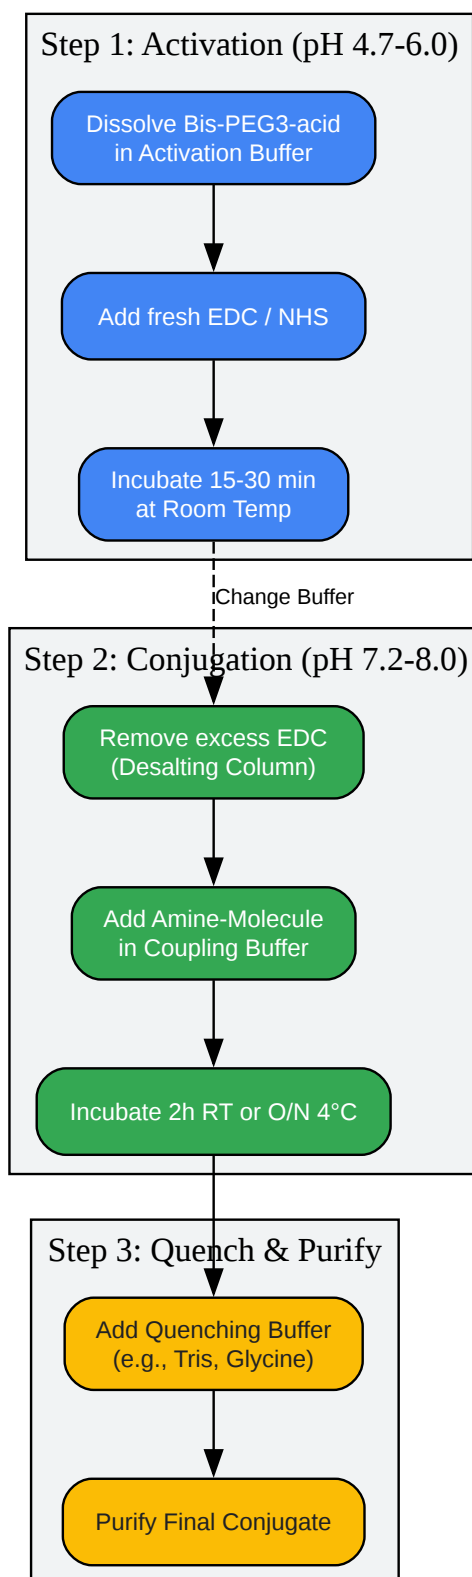 Step 1: Activation (pH 4.7-6.0)
Dissolve Bis-PEG3-acid
in Activation Buffer
Add fresh EDC / NHS
Incubate 15-30 min
at Room Temp
Change Buffer
Step 2: Conjugation (pH 7.2-8.0)
Remove excess EDC
(Desalting Column)
Add Amine-Molecule
in Coupling Buffer
Incubate 2h RT or O/N 4°C
Step 3: Quench & Purify
Add Quenching Buffer
(e.g., Tris, Glycine)
Purify Final Conjugate